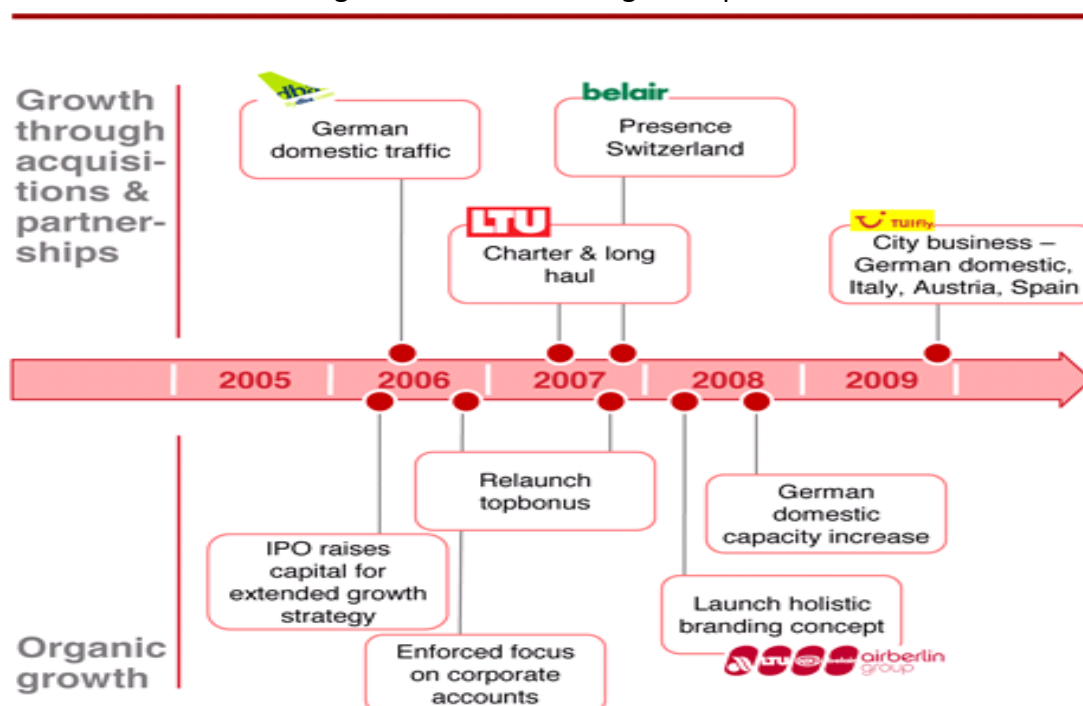 Growth
through
acquisi-
tions &
partner-
ships
dba
German
domestic traffic
belair
Presence
Switzerland
LTU
Charter & long
haul
TUIfly
City business –
German domestic,
Italy, Austria, Spain
2005 2006 2007 2008 2009
Relaunch
topbonus
German
domestic
capacity increase
IPO raises
capital for
extended growth
strategy
Launch holistic
branding concept
LTU airberlin
group
Enforced focus
on corporate
accounts
Organic
growth